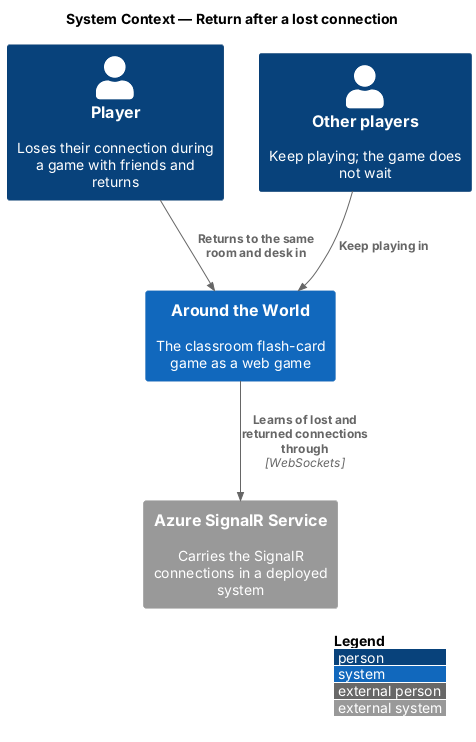 System Context — Return after a lost connection
Player
Loses their connection during
a game with friends and
returns
Other players
Keep playing; the game does
not wait
Returns to the same
room and desk in
Keep playing in
Around the World
The classroom flash-card
game as a web game
Learns of lost and
returned connections
through
[WebSockets]
Azure SignalR Service
Carries the SignalR
connections in a deployed
system
Legend
person
system
external person
external system